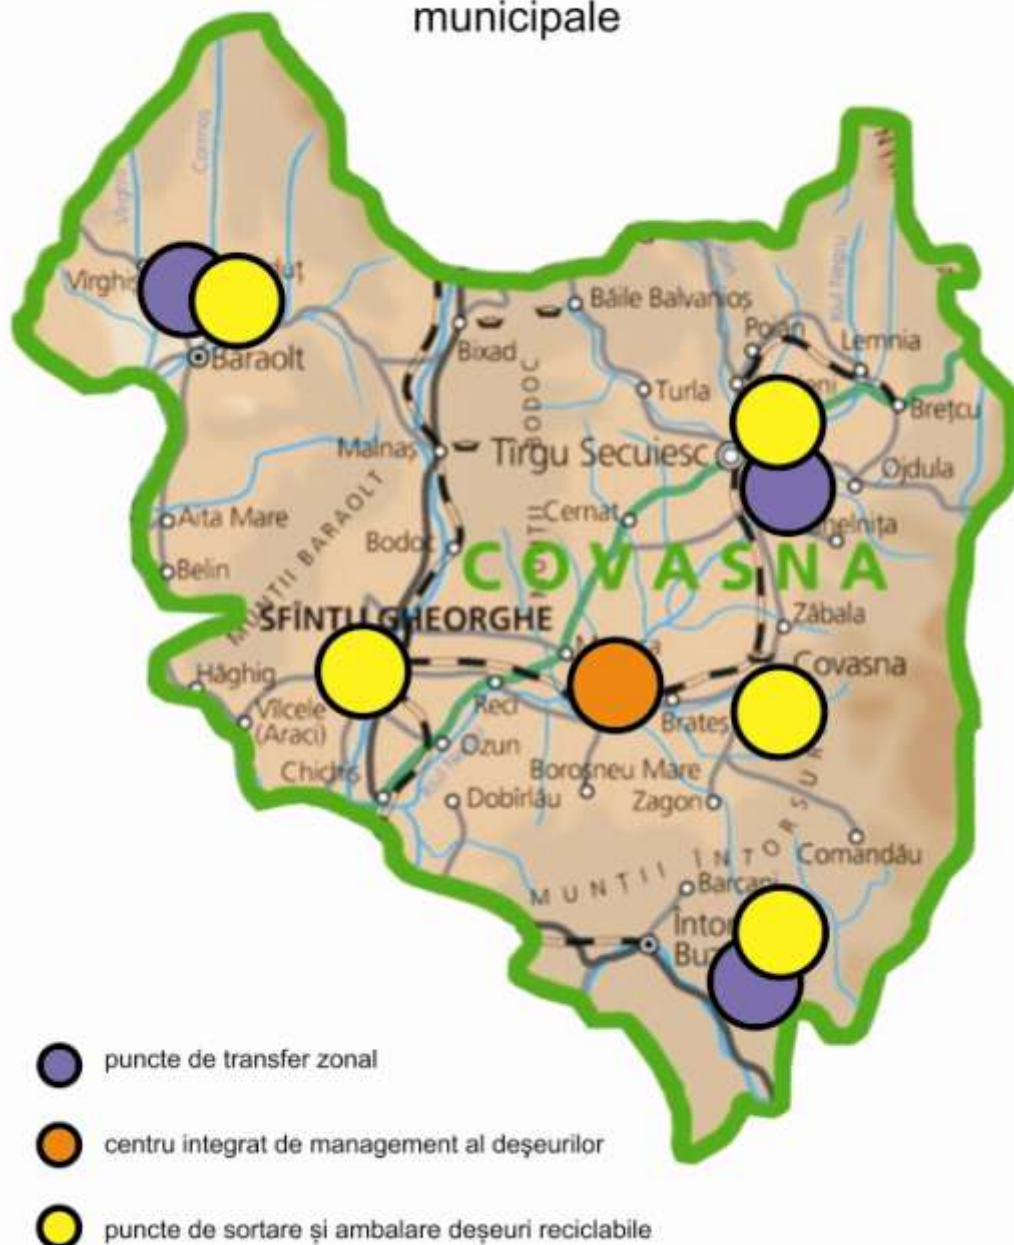 municipale
Cormoș
Vîrghiș
Baraolt
Băile Balvanioș
Bixad
BODOC
Poian
Lemnia
Turla
Brețcu
Malnaș
Tîrgu Secuiesc
Ojdula
Cernat
Aita Mare
Bodoc
Belin
MUNȚII BARAOLT
COVASNA
SFÎNTU GHEORGHE
Zăbala
Hăghig
Covasna
Vîlcele
(Araci)
Reci
Brateș
Ozun
Chichiș
Boroșneu Mare
Dobîrlău
Zagon
Comandău
MUNȚII ÎNTORSUR
Barcani
puncte de transfer zonal
centru integrat de management al deșeurilor
puncte de sortare și ambalare deșeuri reciclabile